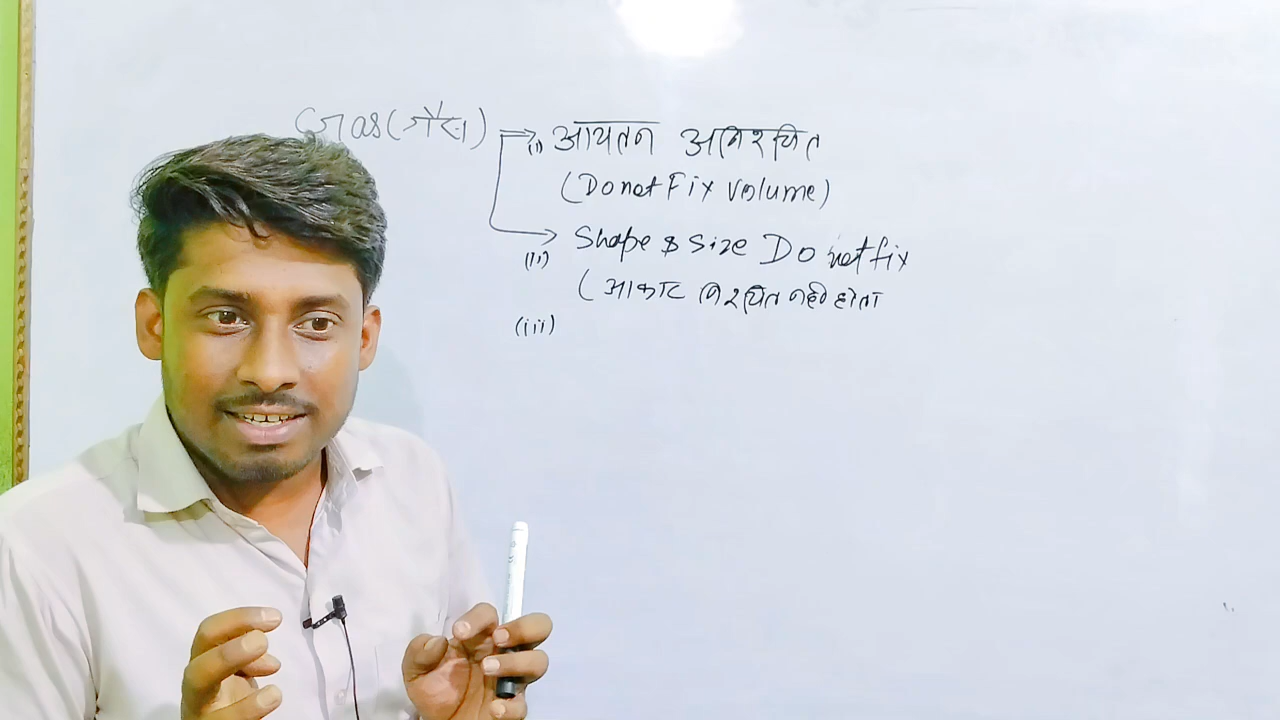 Gas (गैस)
(i) आयतन अनिश्चित
(Do not Fix Volume)
(ii) Shape & Size Do not fix
( आकार निश्चित नही होता
(iii)